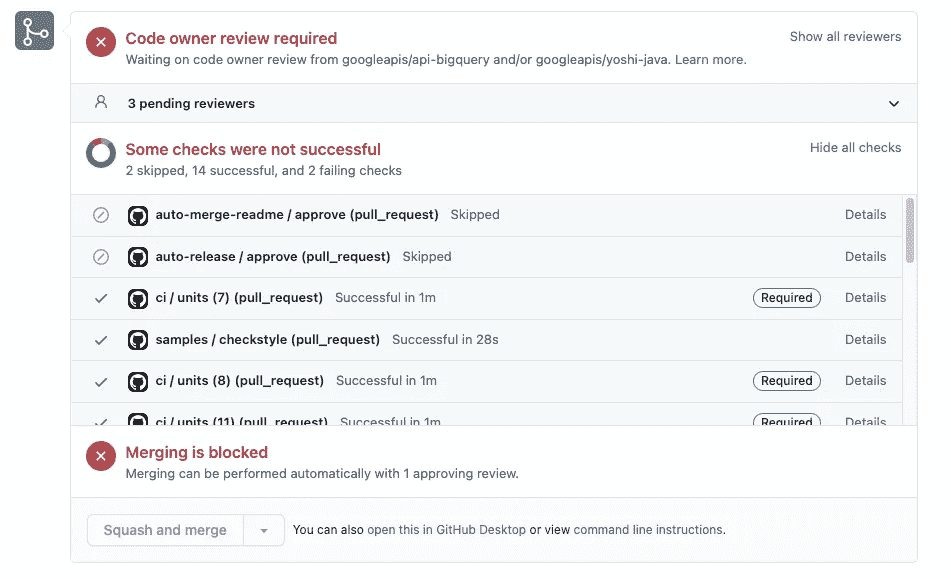 Code owner review required
Show all reviewers
Waiting on code owner review from googleapis/api-bigquery and/or googleapis/yoshi-java. Learn more.
3 pending reviewers
Some checks were not successful
Hide all checks
2 skipped, 14 successful, and 2 failing checks
auto-merge-readme / approve (pull_request) Skipped Details
auto-release / approve (pull_request) Skipped Details
ci / units (7) (pull_request) Successful in 1m Required Details
samples / checkstyle (pull_request) Successful in 28s Details
ci / units (8) (pull_request) Successful in 1m Required Details
ci / units (11) (pull_request) Successful in 1m Required Details
Merging is blocked
Merging can be performed automatically with 1 approving review.
Squash and merge You can also open this in GitHub Desktop or view command line instructions.